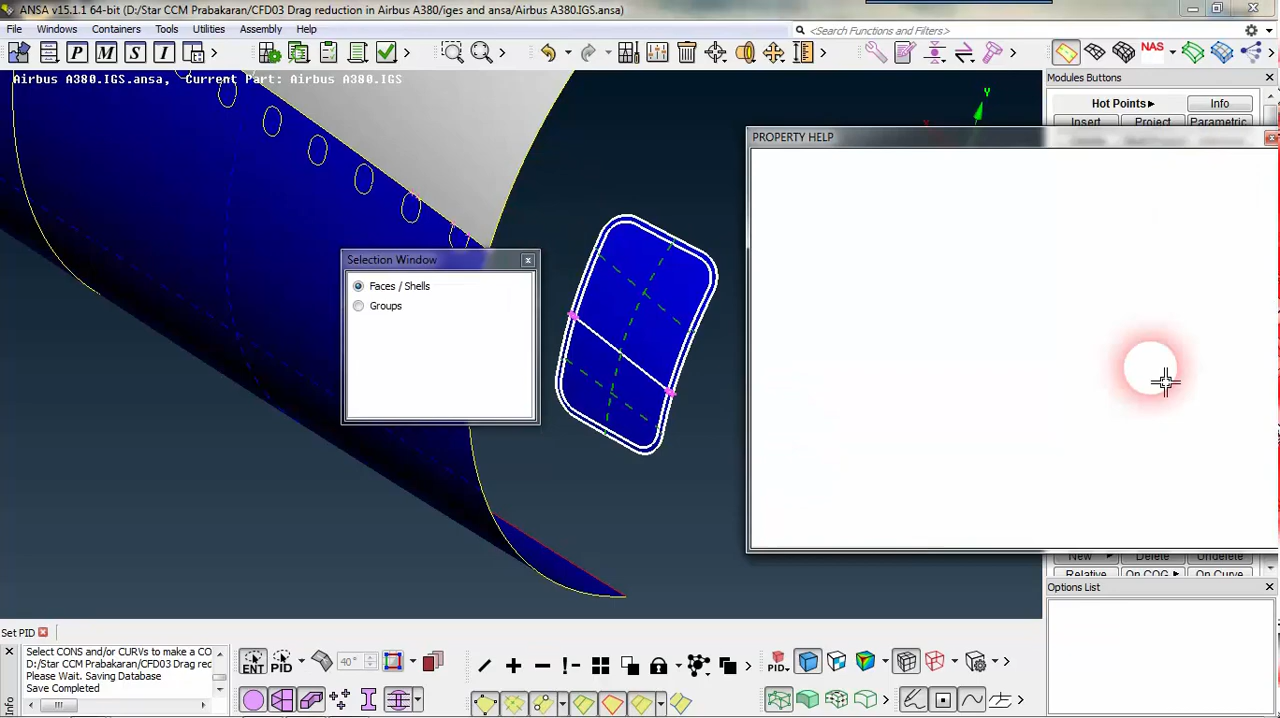 ANSA v15.1.1 64-bit (D:/Star CCM Prabakaran/CFD03 Drag reduction in Airbus A380/iges and ansa/Airbus A380.IGS.ansa)
File Windows Containers Tools Utilities Assembly Help <Search Functions/Projects>
P M S I NAS
Airbus A380.IGS.ansa, Current Part: Airbus A380.IGS
Y
Modules Buttons
Hot Points Info
Insert Project Parametric
PROPERTY HELP
Selection Window
Faces / Shells
Groups
New Delete Undelete
Relative On COG On Curve
Options List
Set PID
Select CONS and/or CURVs to make a CO
D:/Star CCM Prabakaran/CFD03 Drag rec
Please Wait. Saving Database
Save Completed
Info
ENT PID 40° PID